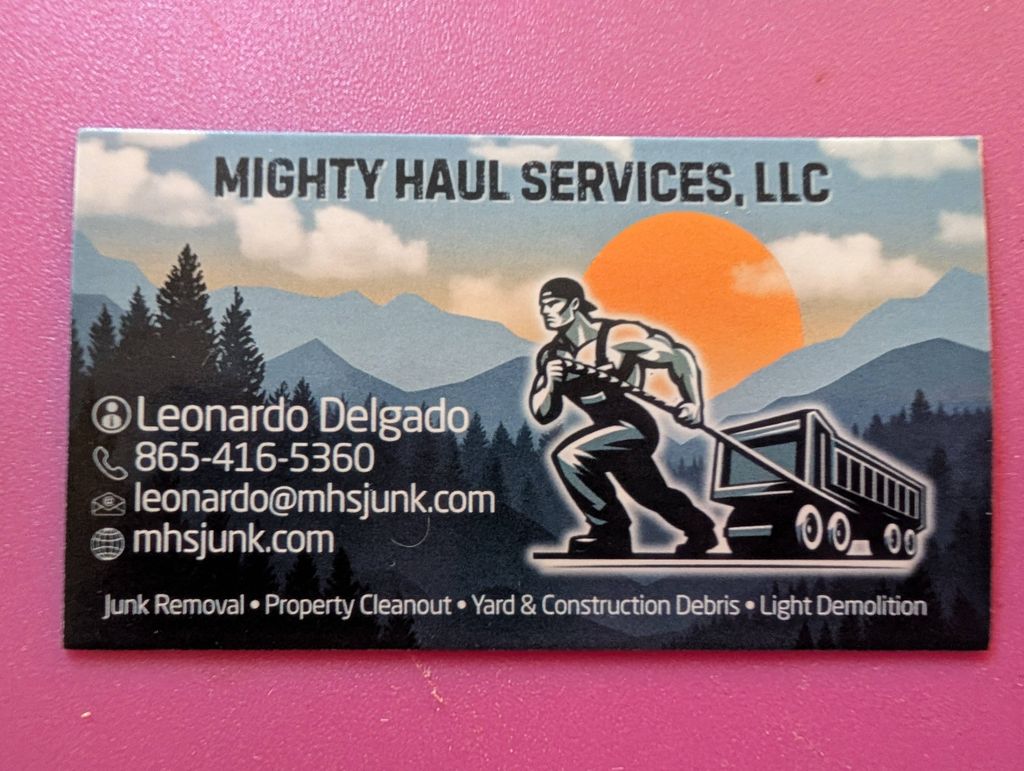 MIGHTY HAUL SERVICES, LLC
Leonardo Delgado
865-416-5360
leonardo@mhsjunk.com
mhsjunk.com
Junk Removal • Property Cleanout • Yard & Construction Debris • Light Demolition